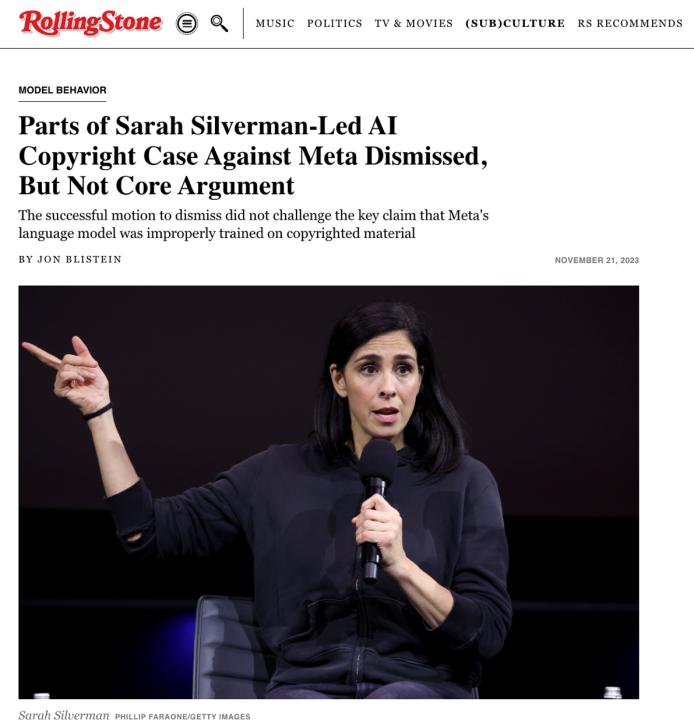 RollingStone
MUSIC POLITICS TV & MOVIES (SUB)CULTURE RS RECOMMENDS
MODEL BEHAVIOR
Parts of Sarah Silverman-Led AI
Copyright Case Against Meta Dismissed,
But Not Core Argument
The successful motion to dismiss did not challenge the key claim that Meta's
language model was improperly trained on copyrighted material
BY JON BLISTEIN
NOVEMBER 21, 2023
Sarah Silverman PHILLIP FARAONE/GETTY IMAGES